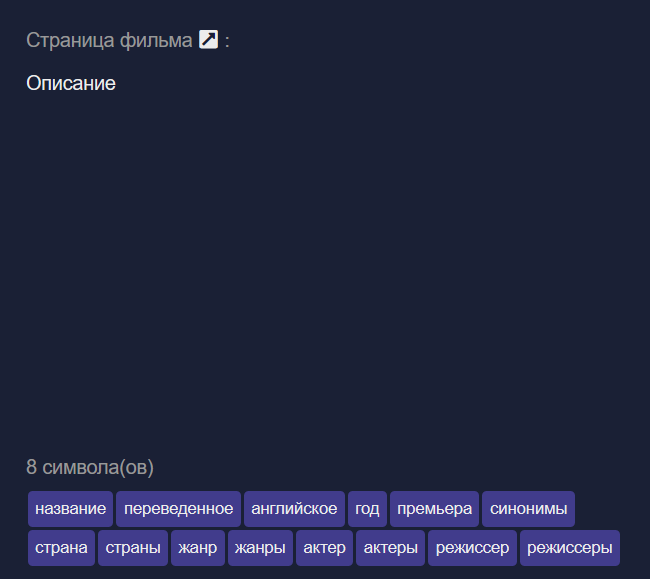 Страница фильма :
Описание
8 символа(ов)
название переведенное английское год премьера синонимы
страна страны жанр жанры актер актеры режиссер режиссеры